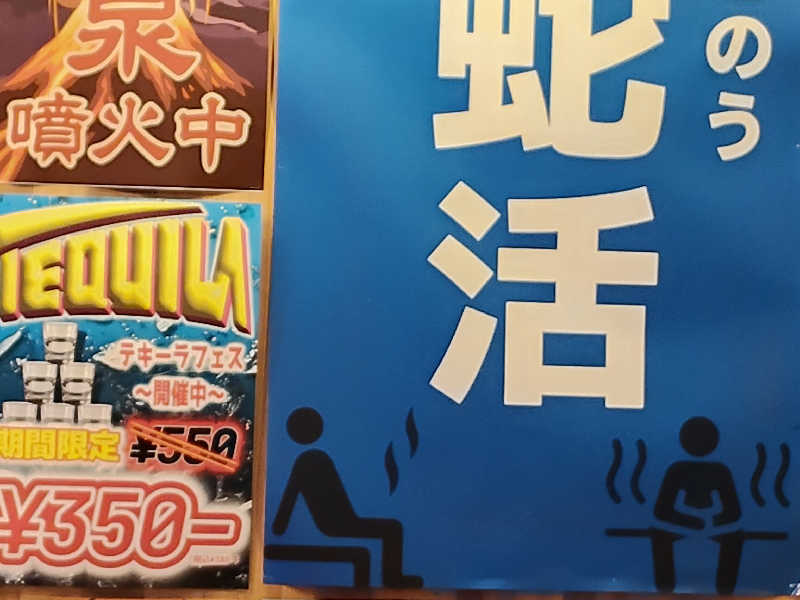 泉
噴火中
TEQUILA
テキーラフェス
～開催中～
期間限定 ¥550
¥350
のう
蛇
活